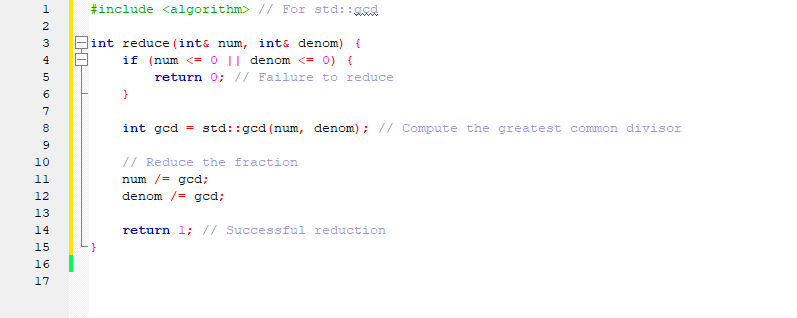 1 #include <algorithm> // For std::gcd
2
3 int reduce(int& num, int& denom) {
4     if (num <= 0 || denom <= 0) {
5         return 0; // Failure to reduce
6     }
7
8     int gcd = std::gcd(num, denom); // Compute the greatest common divisor
9
10     // Reduce the fraction
11     num /= gcd;
12     denom /= gcd;
13
14     return 1; // Successful reduction
15 }
16
17